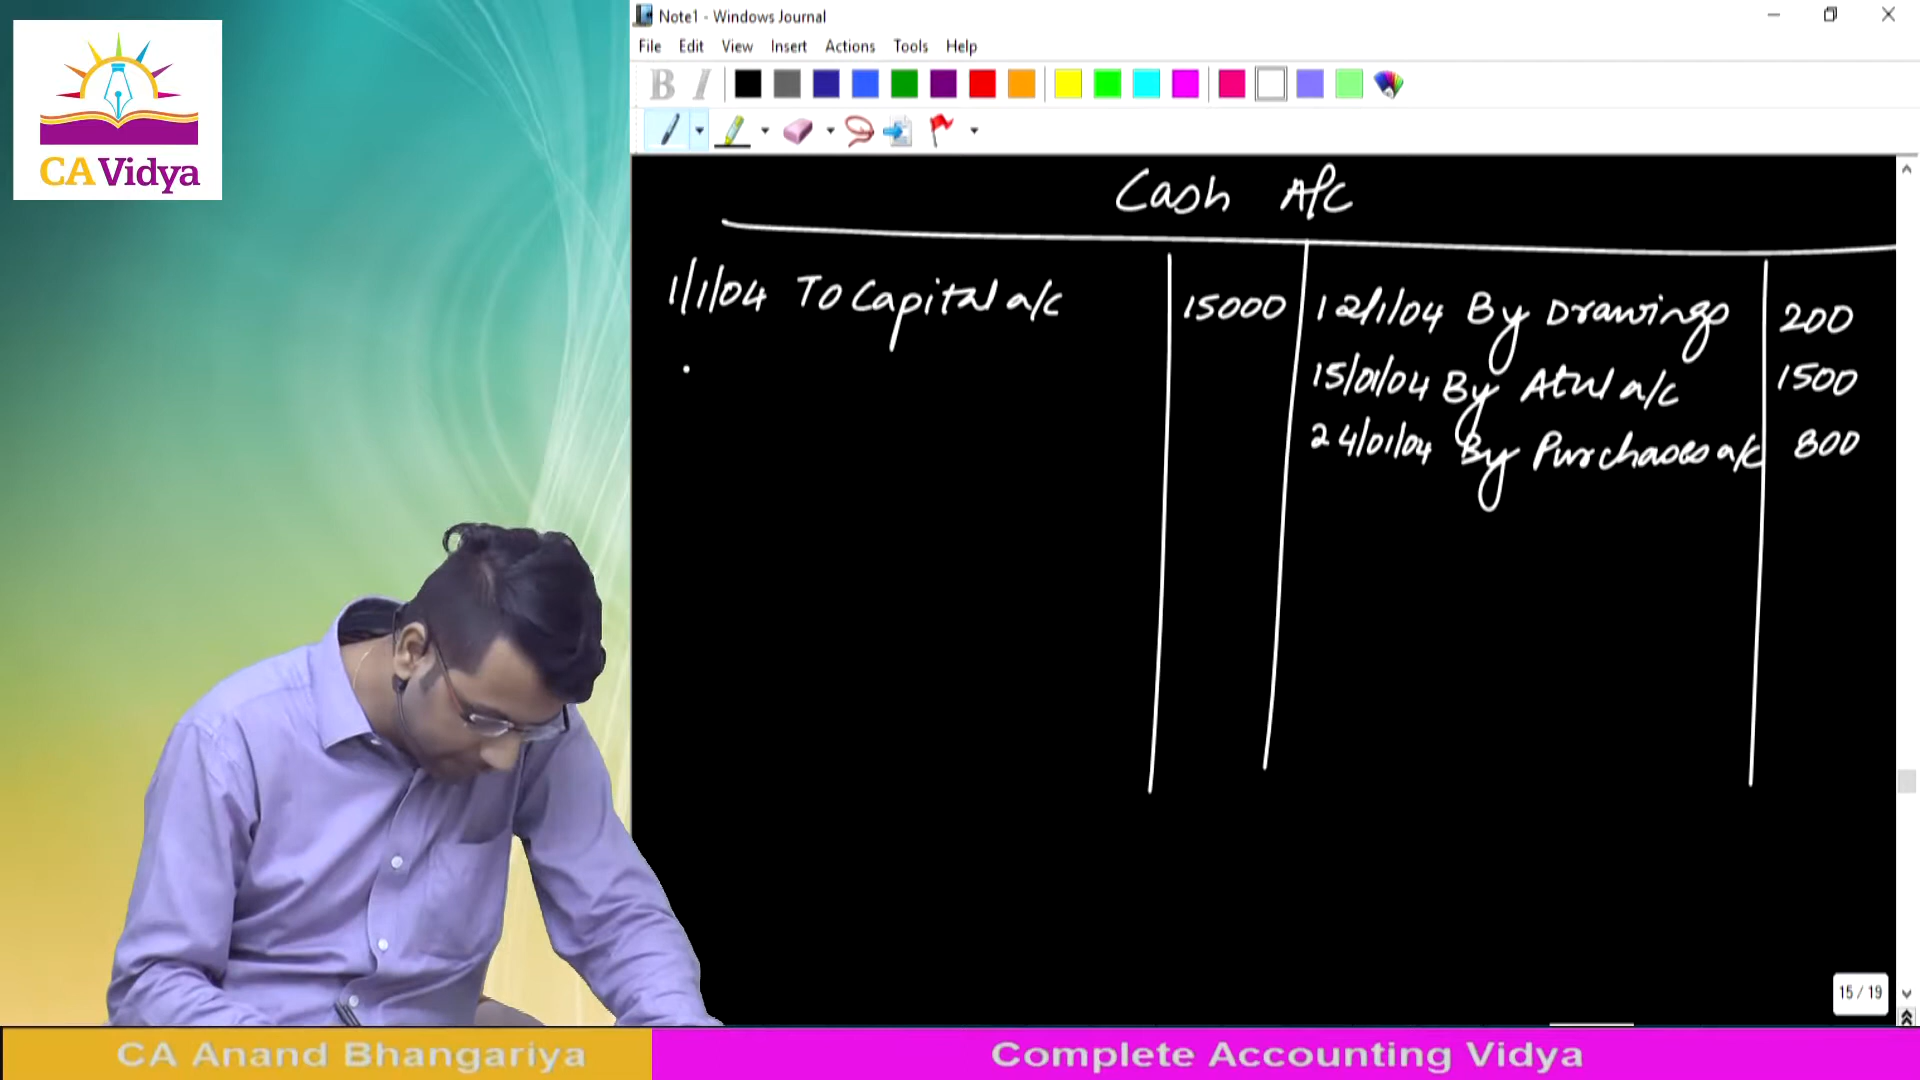 CA Vidya
Note1 - Windows Journal
File Edit View Insert Actions Tools Help
B I
Cash A/c
1/1/04 To Capital a/c 15000 12/1/04 By Drawings 200
15/01/04 By Atul a/c 1500
24/01/04 By Purchases a/c 800
15 / 19
CA Anand Bhangariya
Complete Accounting Vidya